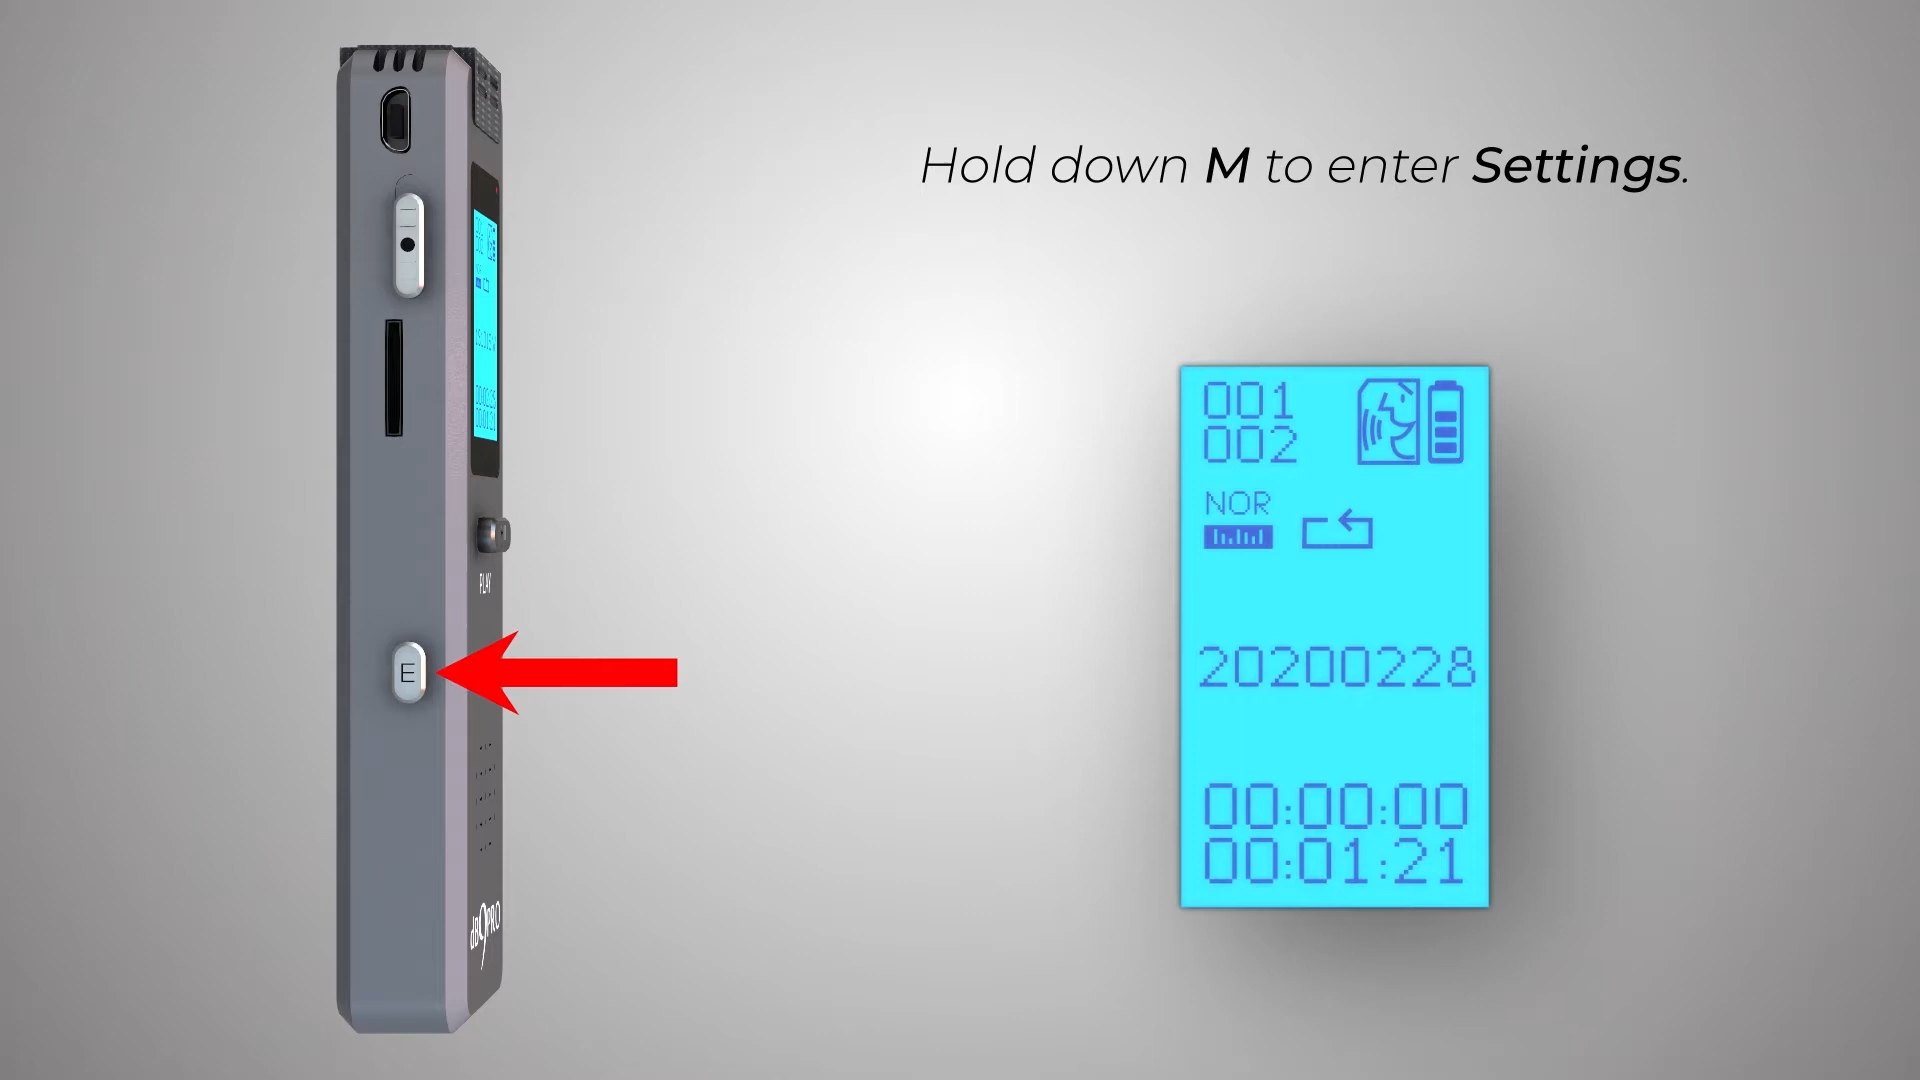 Hold down M to enter Settings.
001
002
NOR
20200228
00:00:00
00:01:21
PLAY
E
dB9PRO